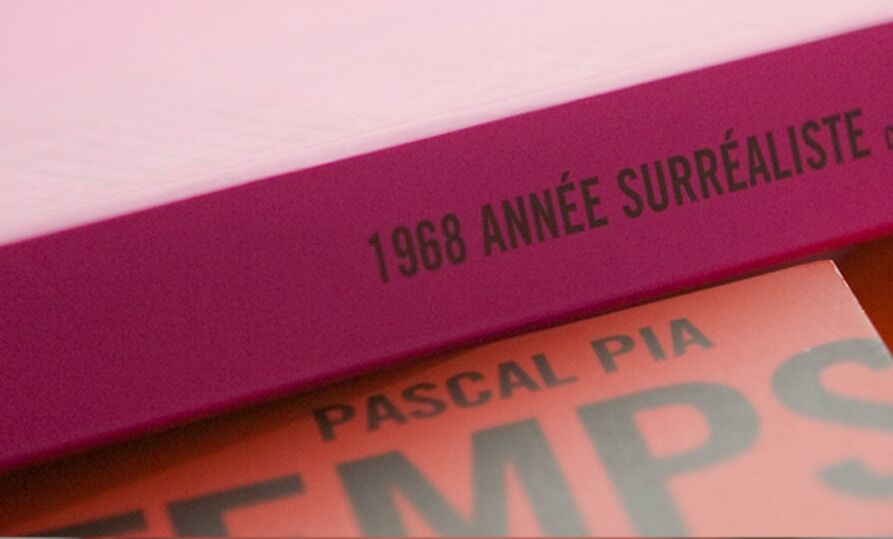 1968 ANNÉE SURRÉALISTE
PASCAL PIA
TEMPS